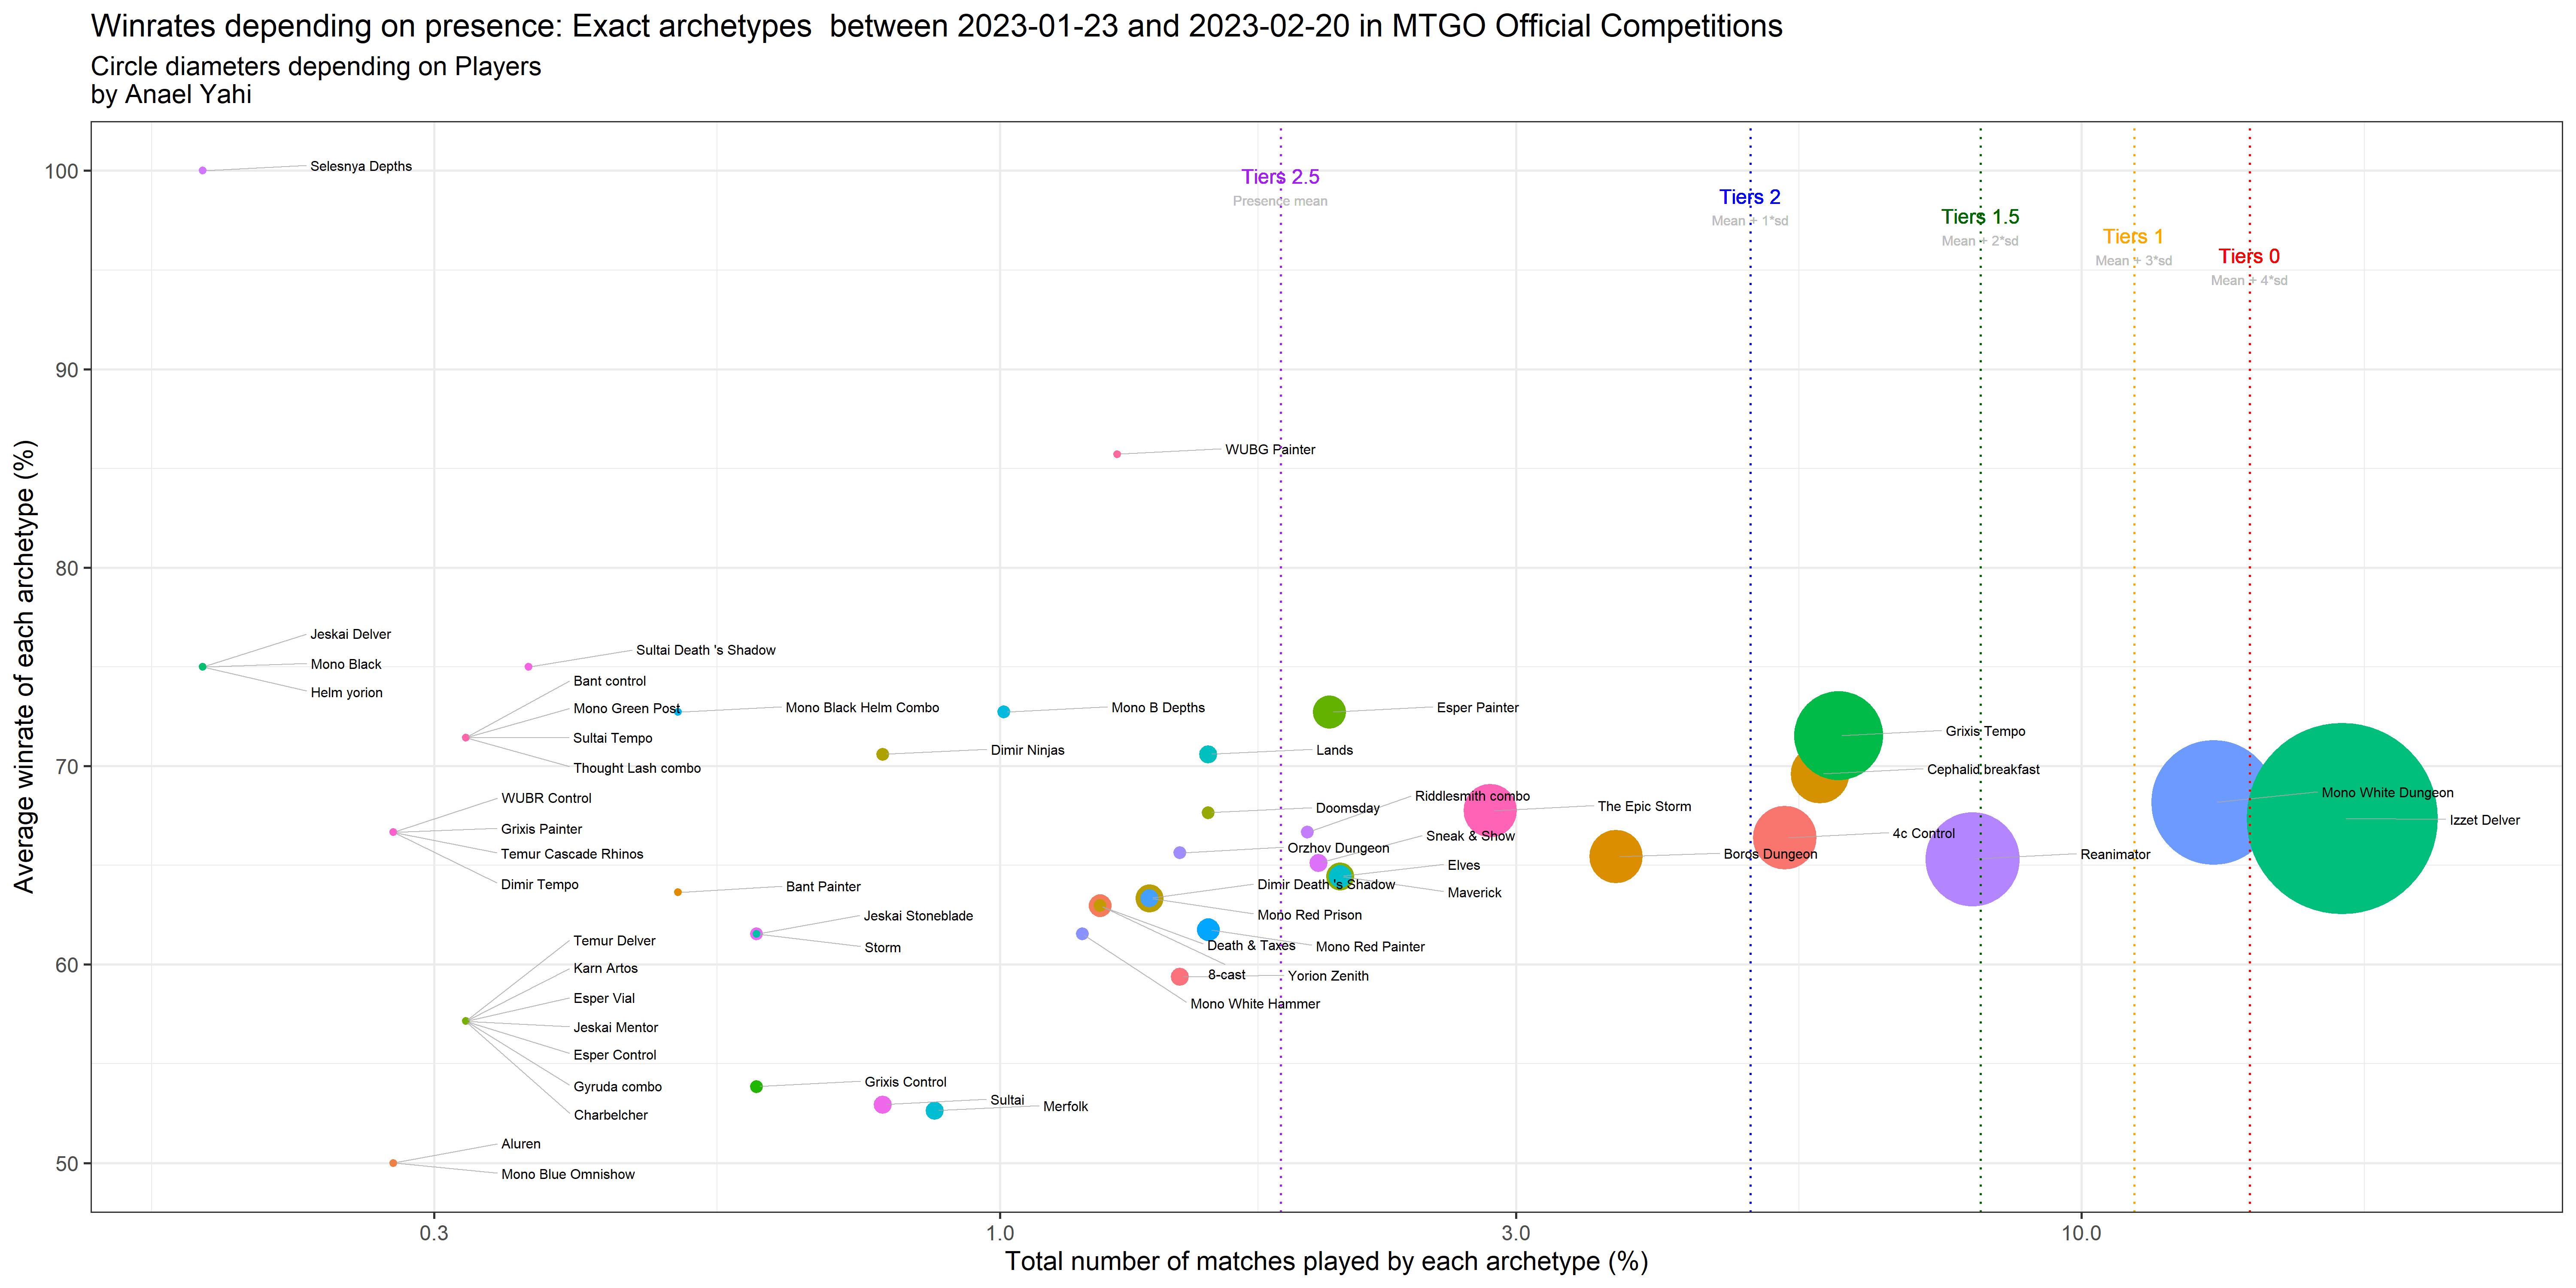 Winrates depending on presence: Exact archetypes  between 2023-01-23 and 2023-02-20 in MTGO Official Competitions
Circle diameters depending on Players
by Anael Yahi
Average winrate of each archetype (%)
100
90
80
70
60
50
Selesnya Depths
Tiers 2.5
Presence mean
Tiers 2
Mean + 1*sd
Tiers 1.5
Mean + 2*sd
Tiers 1
Mean + 3*sd
Tiers 0
Mean + 4*sd
WUBG Painter
Jeskai Delver
Mono Black
Helm yorion
Sultai Death 's Shadow
Bant control
Mono Green Post
Sultai Tempo
Thought Lash combo
Mono Black Helm Combo
Mono B Depths
Esper Painter
Dimir Ninjas
Lands
Grixis Tempo
Cephalid breakfast
Mono White Dungeon
Izzet Delver
WUBR Control
Grixis Painter
Temur Cascade Rhinos
Dimir Tempo
Doomsday
Riddlesmith combo
The Epic Storm
Sneak & Show
Orzhov Dungeon
Boros Dungeon
4c Control
Reanimator
Elves
Maverick
Bant Painter
Dimir Death 's Shadow
Mono Red Prison
Jeskai Stoneblade
Storm
Death & Taxes
Mono Red Painter
8-cast
Yorion Zenith
Mono White Hammer
Temur Delver
Karn Artos
Esper Vial
Jeskai Mentor
Esper Control
Gyruda combo
Charbelcher
Grixis Control
Sultai
Merfolk
Aluren
Mono Blue Omnishow
0.3
1.0
3.0
10.0
Total number of matches played by each archetype (%)